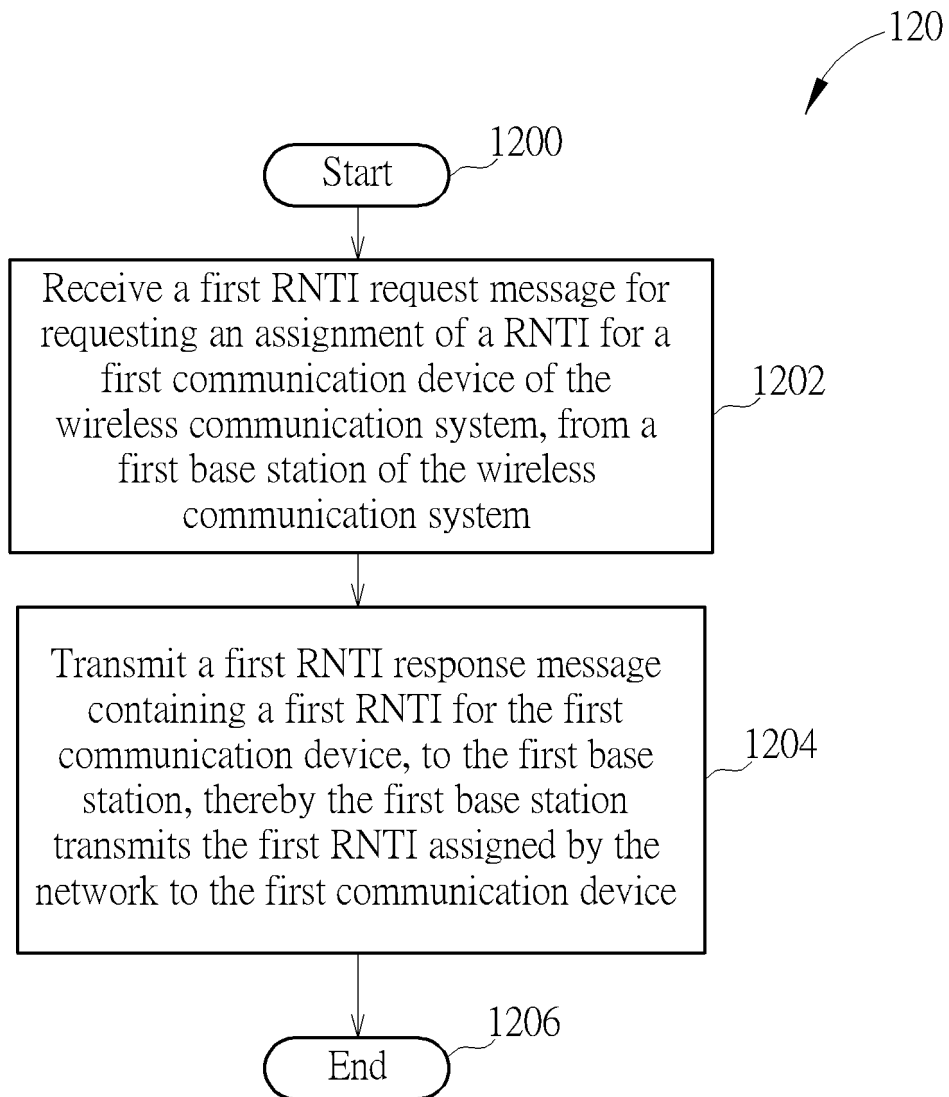 120
Start
1200
Receive a first RNTI request message for
requesting an assignment of a RNTI for a
first communication device of the
wireless communication system, from a
first base station of the wireless
communication system
1202
Transmit a first RNTI response message
containing a first RNTI for the first
communication device, to the first base
station, thereby the first base station
transmits the first RNTI assigned by the
network to the first communication device
1204
End
1206